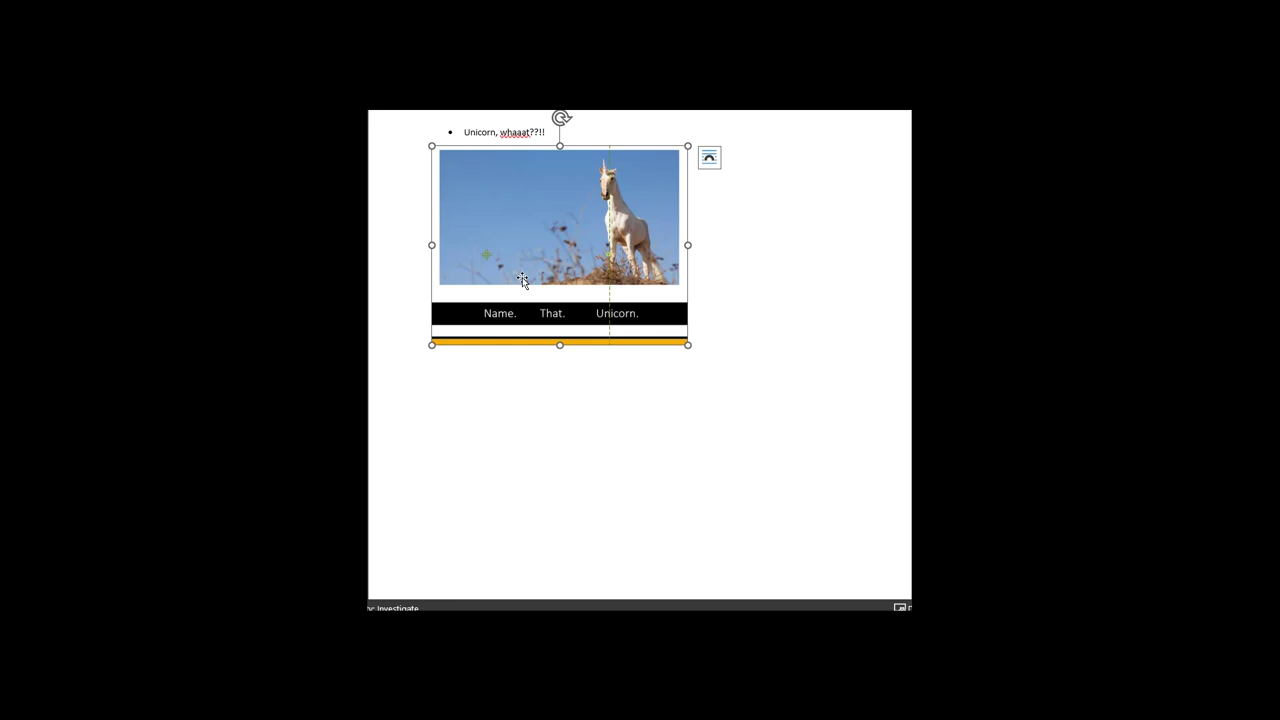 • Unicorn, whaaat??!!
Name. That. Unicorn.
Investigate